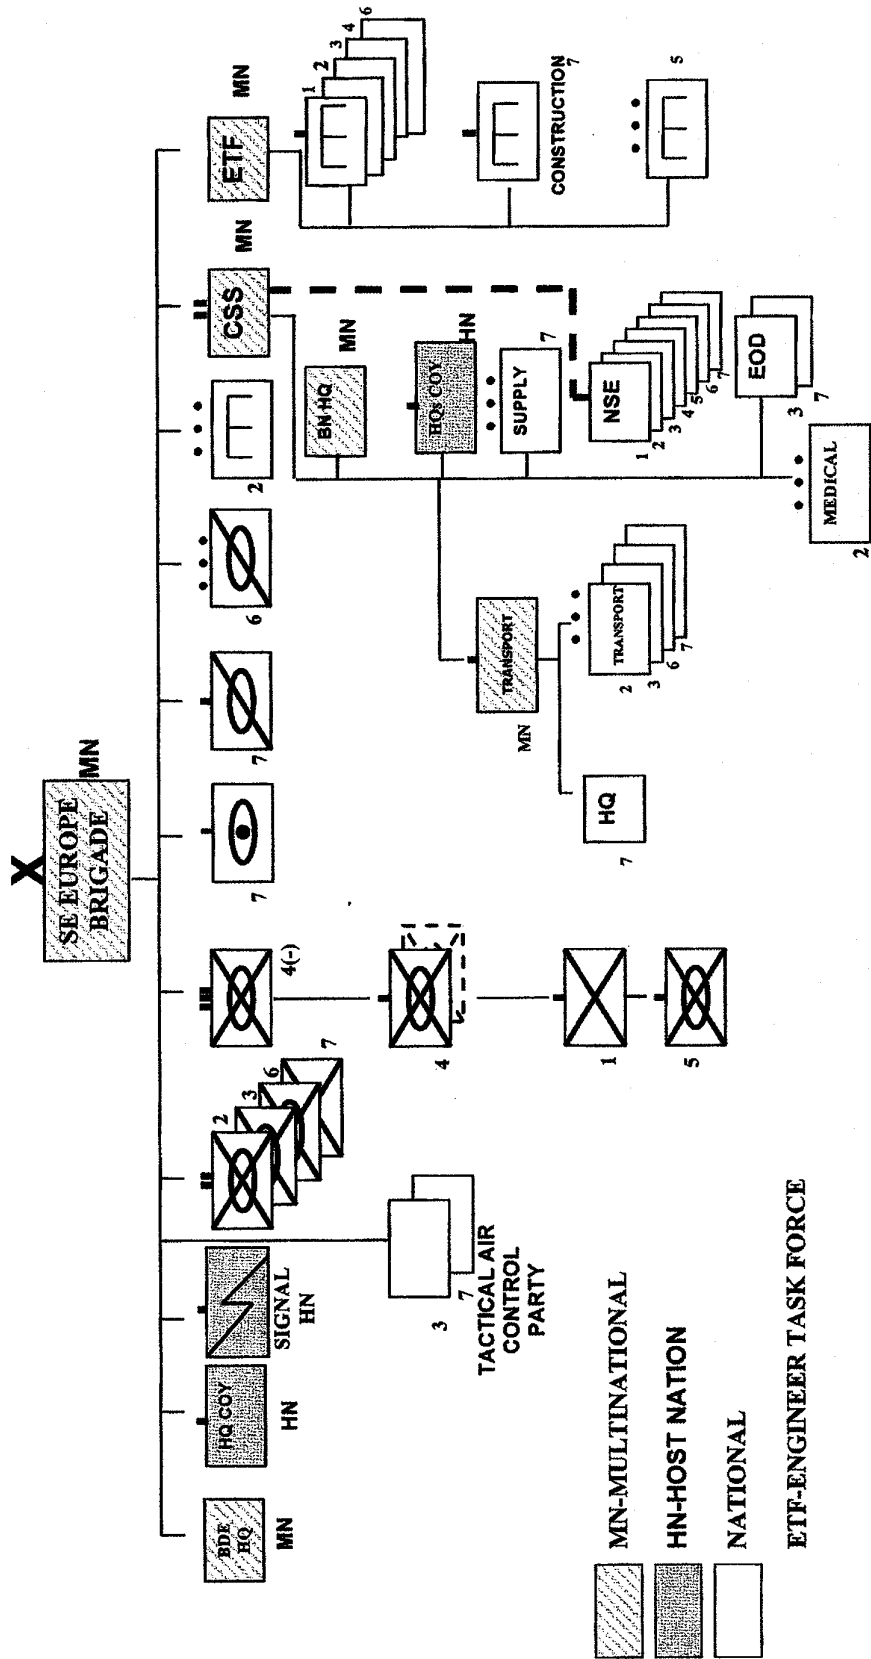 X
SE EUROPE
BRIGADE
MN
BDE
HQ
MN
HQ COY
HN
SIGNAL
HN
2
3
6
7
3
7
TACTICAL AIR
CONTROL
PARTY
4(-)
4
1
5
7
7
6
2
CSS
MN
BN HQ
MN
HQs COY
HN
SUPPLY
7
NSE
1
2
3
4
5
6
7
EOD
3
7
MEDICAL
2
TRANSPORT
MN
HQ
7
TRANSPORT
2
3
6
7
ETF
MN
1
2
3
4
6
CONSTRUCTION
7
5
MN-MULTINATIONAL
HN-HOST NATION
NATIONAL
ETF-ENGINEER TASK FORCE